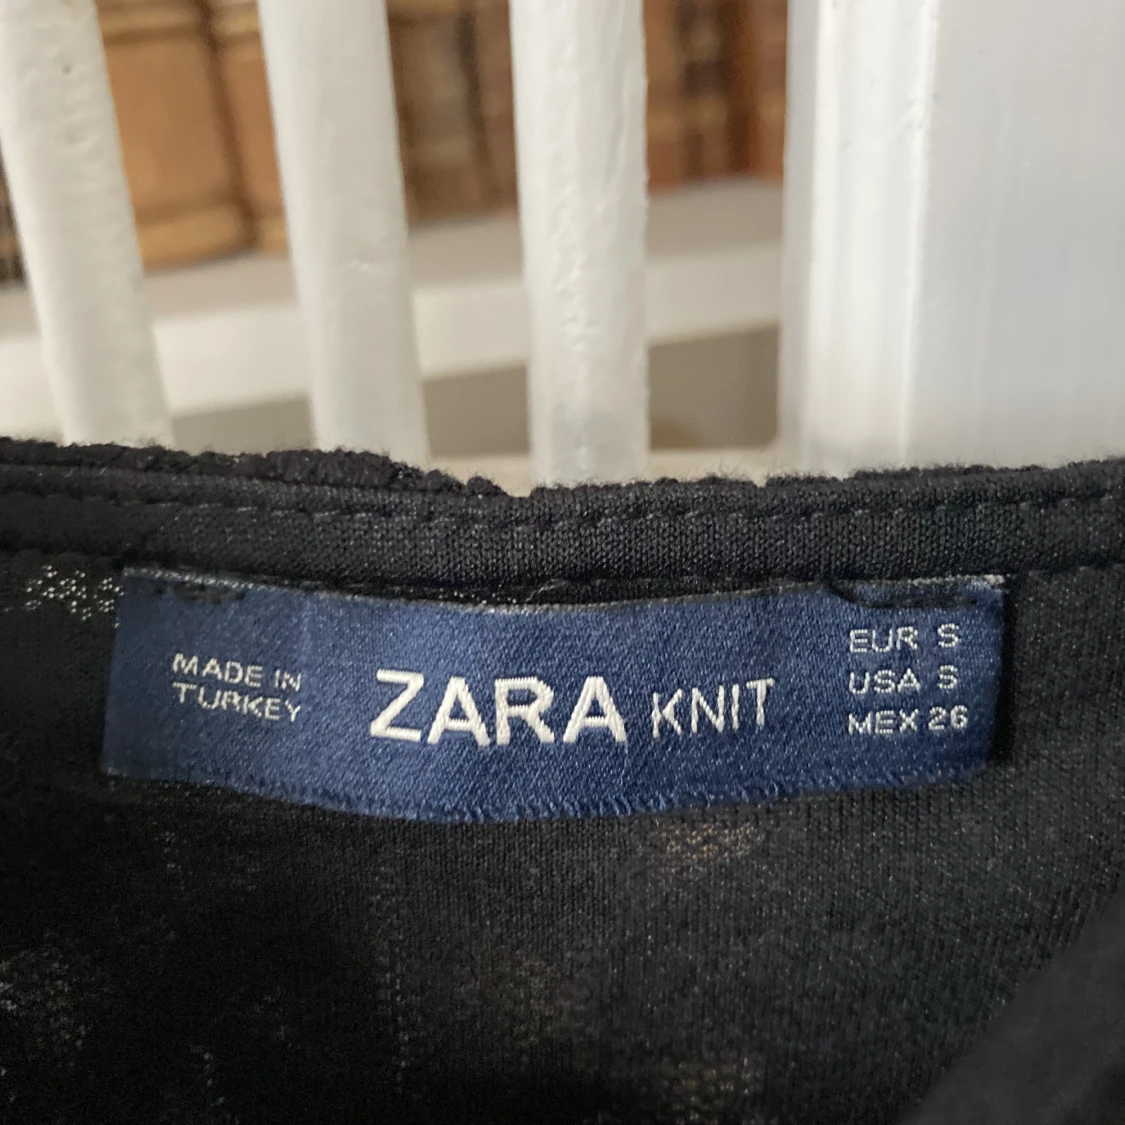 MADE IN
TURKEY
ZARA KNIT
EUR S
USA S
MEX 26